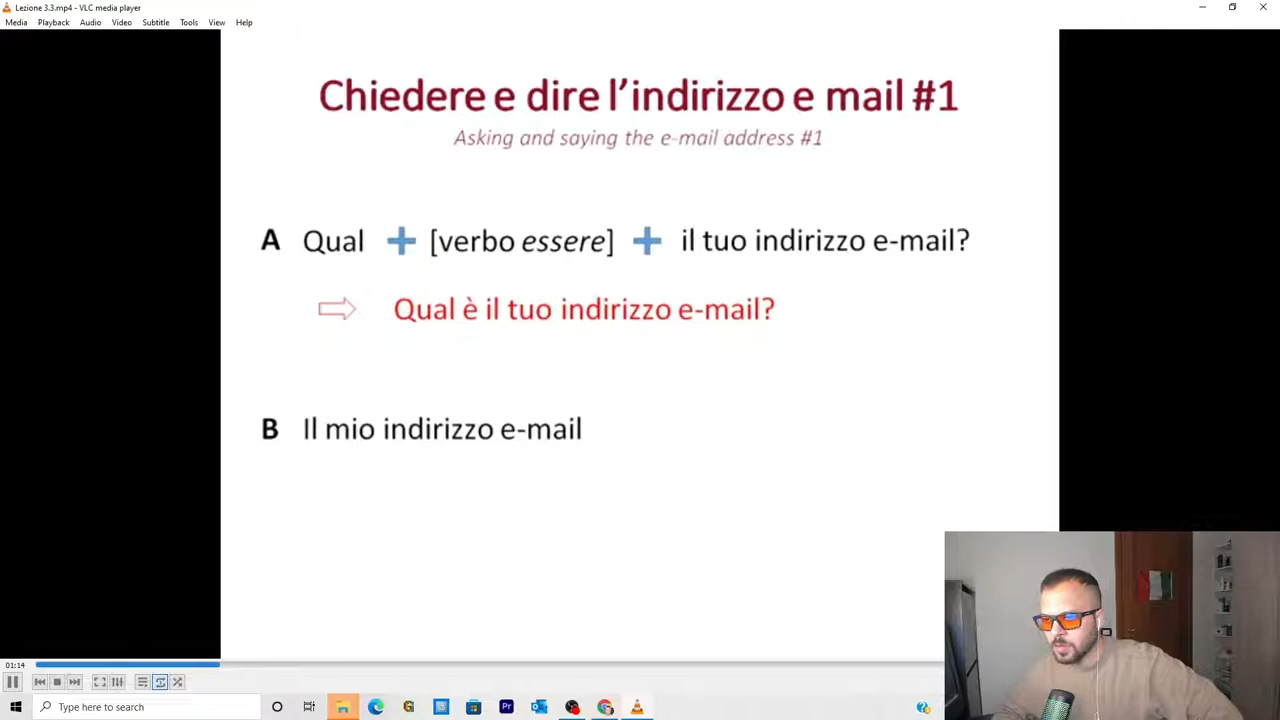 Lezione 3.3.mp4 - VLC media player
Media Playback Audio Video Subtitle Tools View Help
Chiedere e dire l’indirizzo e mail #1
Asking and saying the e-mail address #1
A Qual + [verbo essere] + il tuo indirizzo e-mail?
Qual è il tuo indirizzo e-mail?
B Il mio indirizzo e-mail
01:14
Type here to search